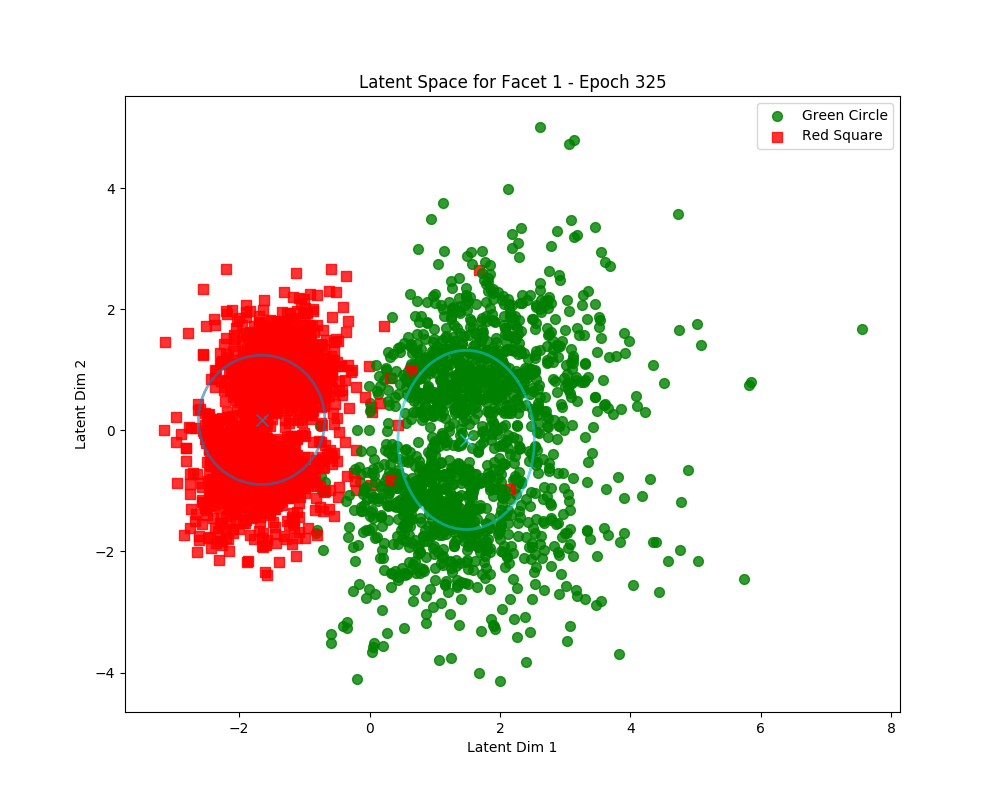 Latent Space for Facet 1 - Epoch 325
Green Circle
Red Square
4
2
0
−2
−4
Latent Dim 2
−2 0 2 4 6 8
Latent Dim 1